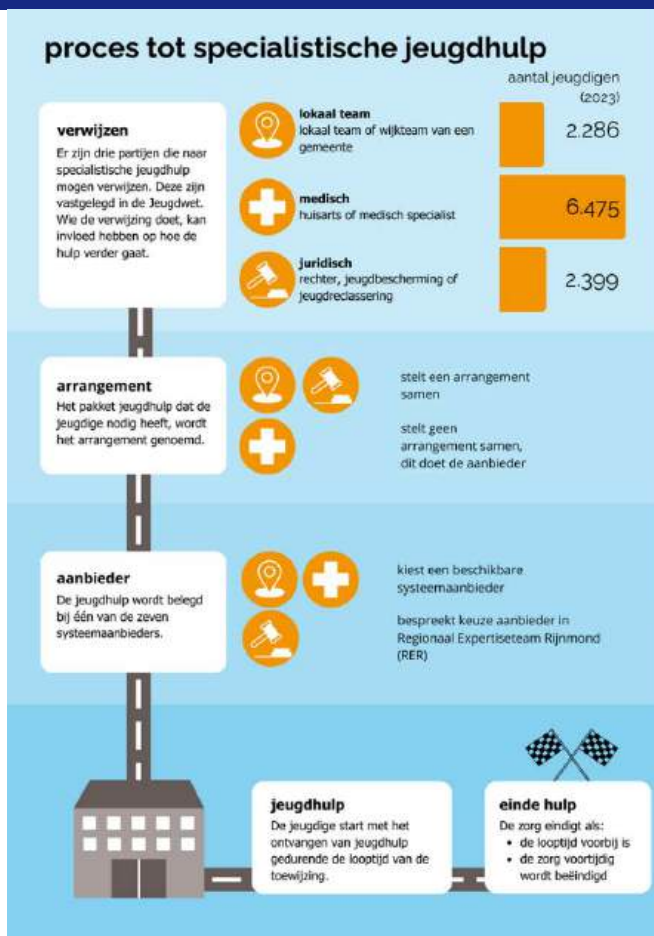 proces tot specialistische jeugdhulp
aantal jeugdigen
(2023)
verwijzen
Er zijn drie partijen die naar
specialistische jeugdhulp
mogen verwijzen. Deze zijn
vastgelegd in de Jeugdwet.
Wie de verwijzing doet, kan
invloed hebben op hoe de
hulp verder gaat.
lokaal team
lokaal team of wijkteam van een
gemeente
2.286
medisch
huisarts of medisch specialist
6.475
juridisch
rechter, jeugdbescherming of
jeugdreclassering
2.399
arrangement
Het pakket jeugdhulp dat de
jeugdige nodig heeft, wordt
het arrangement genoemd.
stelt een arrangement
samen
stelt geen
arrangement samen,
dit doet de aanbieder
aanbieder
De jeugdhulp wordt belegd
bij één van de zeven
systeemaanbieders.
kiest een beschikbare
systeemaanbieder
bespreekt keuze aanbieder in
Regionaal Expertiseteam Rijnmond
(RER)
jeugdhulp
De jeugdige start met het
ontvangen van jeugdhulp
gedurende de looptijd van de
toewijzing.
einde hulp
De zorg eindigt als:
• de looptijd voorbij is
• de zorg voortijdig
wordt beëindigd